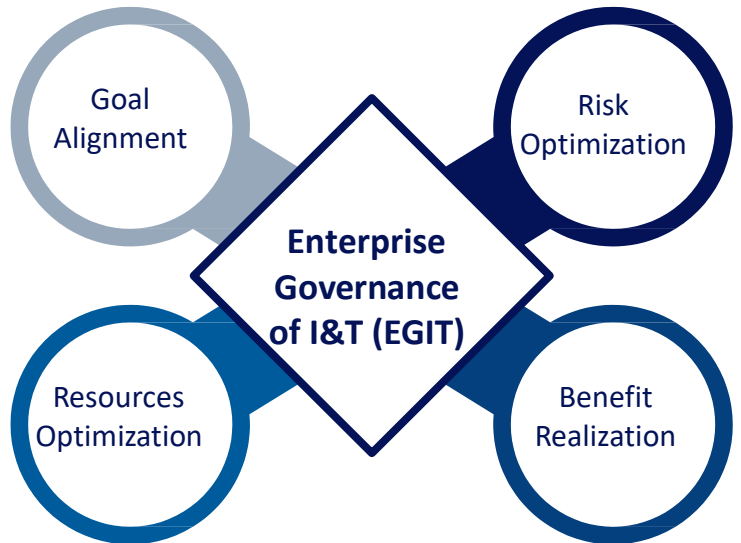 Goal
Alignment
Risk
Optimization
Enterprise
Governance
of I&T (EGIT)
Resources
Optimization
Benefit
Realization